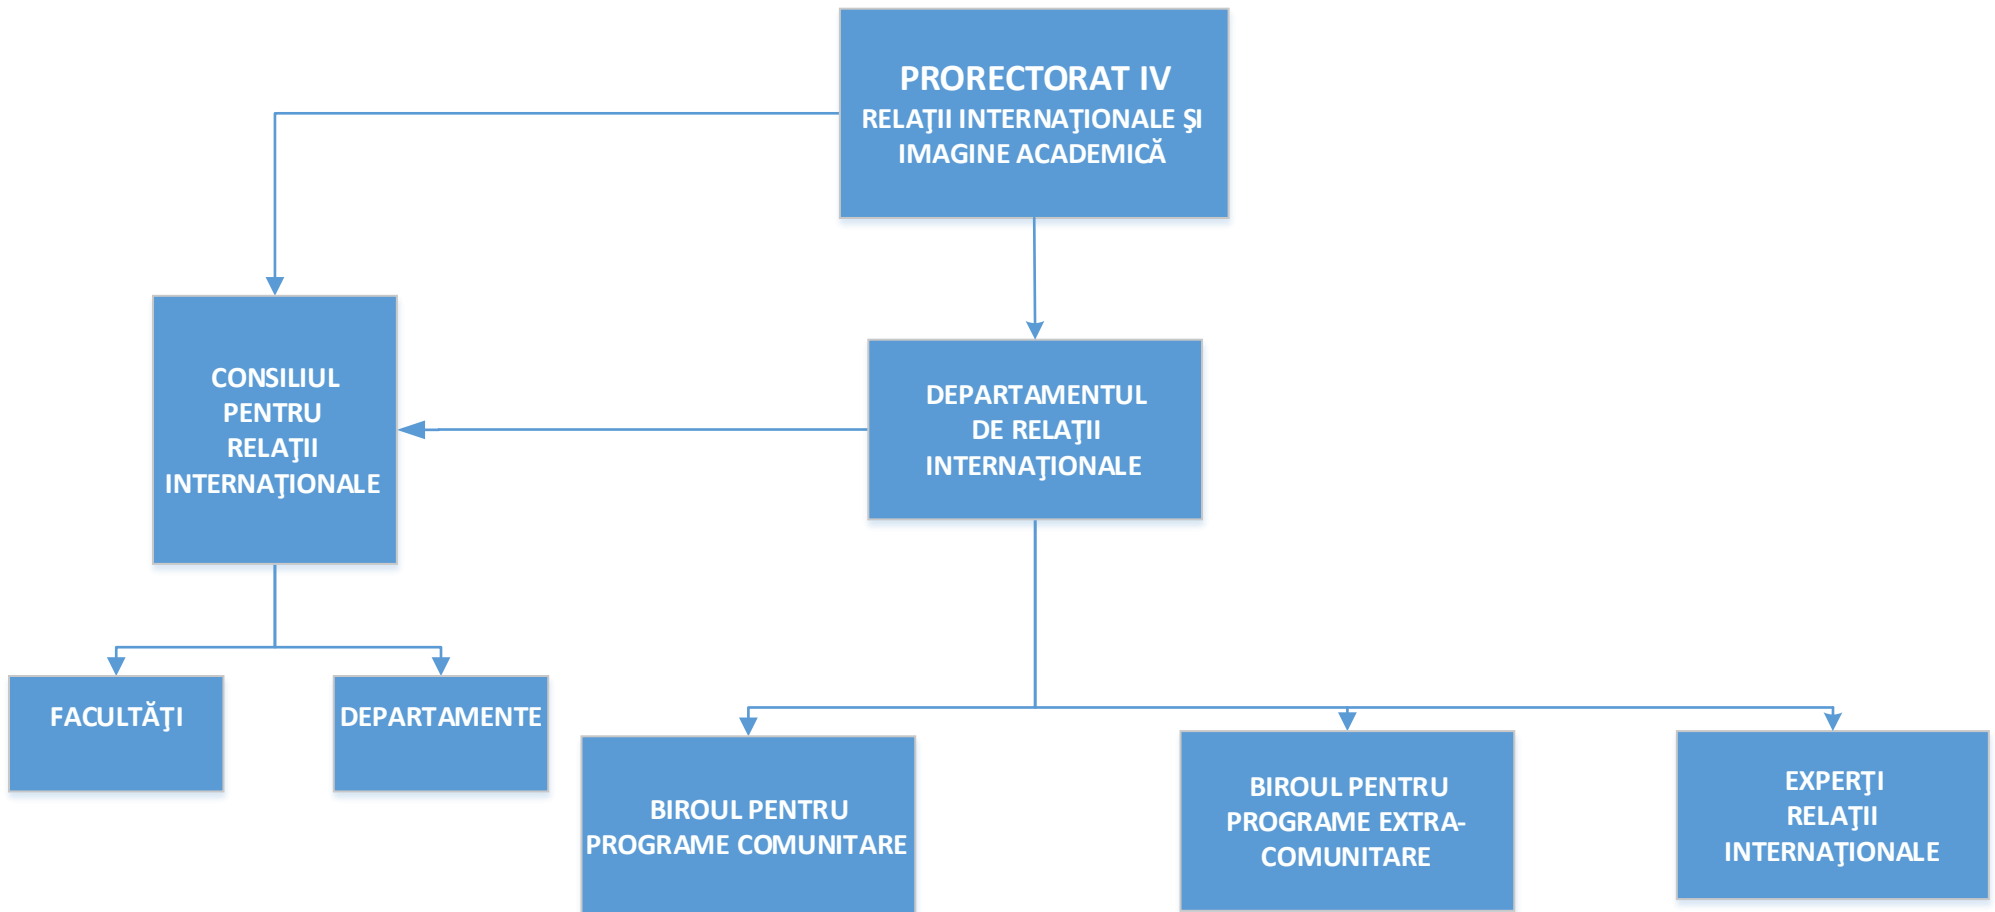 PRORECTORAT IV
RELAŢII INTERNAŢIONALE ŞI
IMAGINE ACADEMICĂ
CONSILIUL
PENTRU
RELAŢII
INTERNAŢIONALE
DEPARTAMENTUL
DE RELAŢII
INTERNAŢIONALE
FACULTĂŢI
DEPARTAMENTE
BIROUL PENTRU
PROGRAME COMUNITARE
BIROUL PENTRU
PROGRAME EXTRA-
COMUNITARE
EXPERŢI
RELAŢII
INTERNAŢIONALE